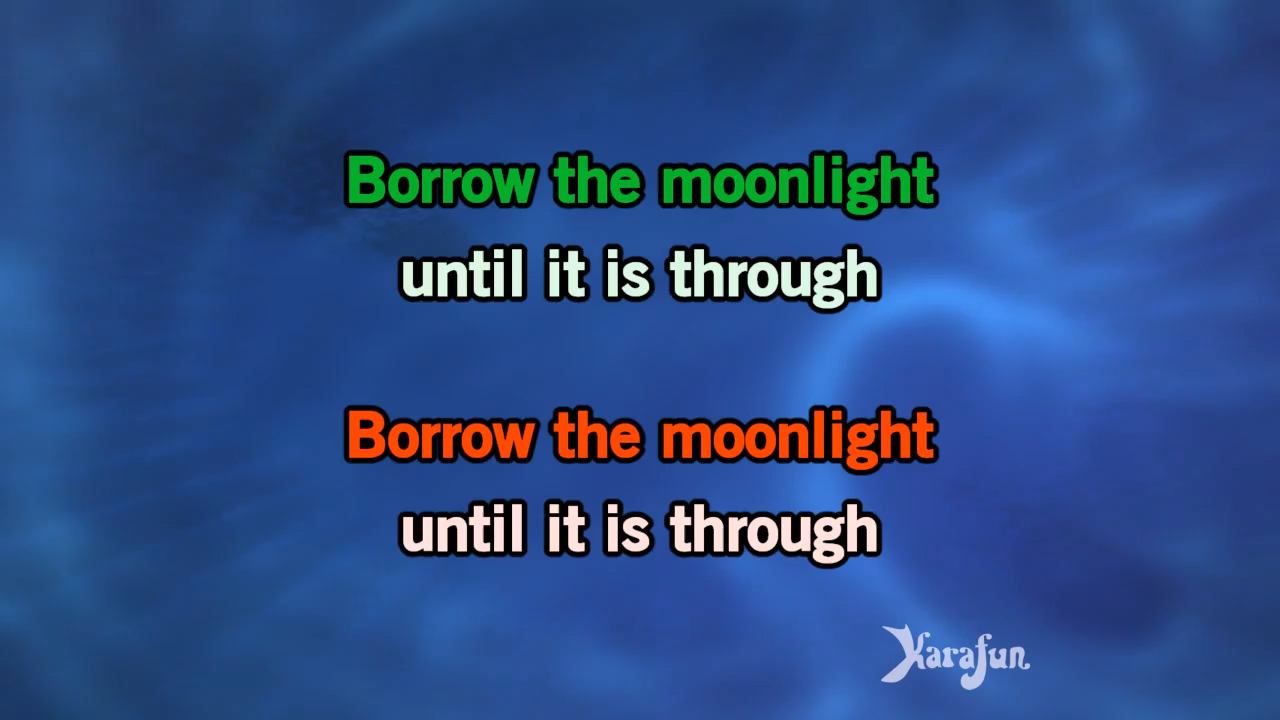 Borrow the moonlight
until it is through
Borrow the moonlight
until it is through
Karafun